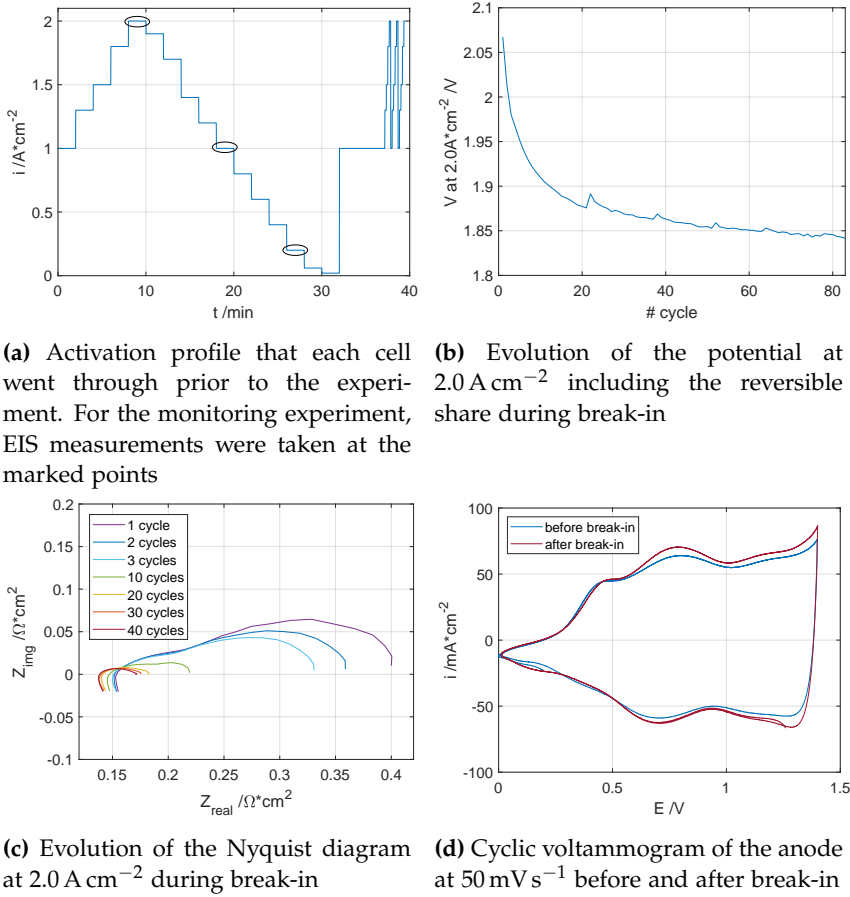 2
1.5
1
0.5
0
i /A*cm-2
0 10 20 30 40
t /min
2.1
2.05
2
1.95
1.9
1.85
1.8
V at 2.0A*cm-2 /V
0 20 40 60 80
# cycle
(a) Activation profile that each cell
went through prior to the experi-
ment. For the monitoring experiment,
EIS measurements were taken at the
marked points
(b) Evolution of the potential at
2.0 A cm−2 including the reversible
share during break-in
0.2
0.15
0.1
0.05
0
-0.05
-0.1
Zimg /Ω*cm2
1 cycle
2 cycles
3 cycles
10 cycles
20 cycles
30 cycles
40 cycles
0.15 0.2 0.25 0.3 0.35 0.4
Zreal /Ω*cm2
100
50
0
-50
-100
i /mA*cm-2
before break-in
after break-in
0 0.5 1 1.5
E /V
(c) Evolution of the Nyquist diagram
at 2.0 A cm−2 during break-in
(d) Cyclic voltammogram of the anode
at 50 mV s−1 before and after break-in